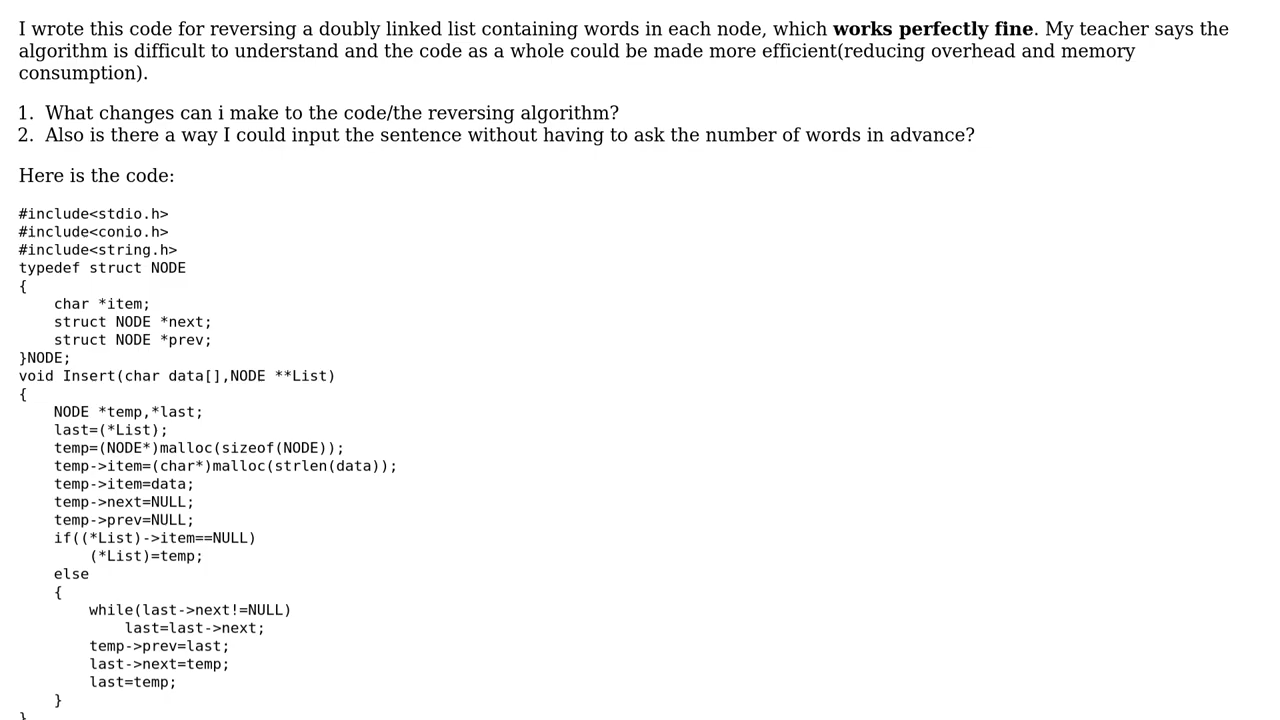 I wrote this code for reversing a doubly linked list containing words in each node, which works perfectly fine. My teacher says the
algorithm is difficult to understand and the code as a whole could be made more efficient(reducing overhead and memory
consumption).
1. What changes can i make to the code/the reversing algorithm?
2. Also is there a way I could input the sentence without having to ask the number of words in advance?
Here is the code:
#include<stdio.h>
#include<conio.h>
#include<string.h>
typedef struct NODE
{
    char *item;
    struct NODE *next;
    struct NODE *prev;
}NODE;
void Insert(char data[],NODE **List)
{
    NODE *temp,*last;
    last=(*List);
    temp=(NODE*)malloc(sizeof(NODE));
    temp->item=(char*)malloc(strlen(data));
    temp->item=data;
    temp->next=NULL;
    temp->prev=NULL;
    if((*List)->item==NULL)
        (*List)=temp;
    else
    {
        while(last->next!=NULL)
            last=last->next;
        temp->prev=last;
        last->next=temp;
        last=temp;
    }
}